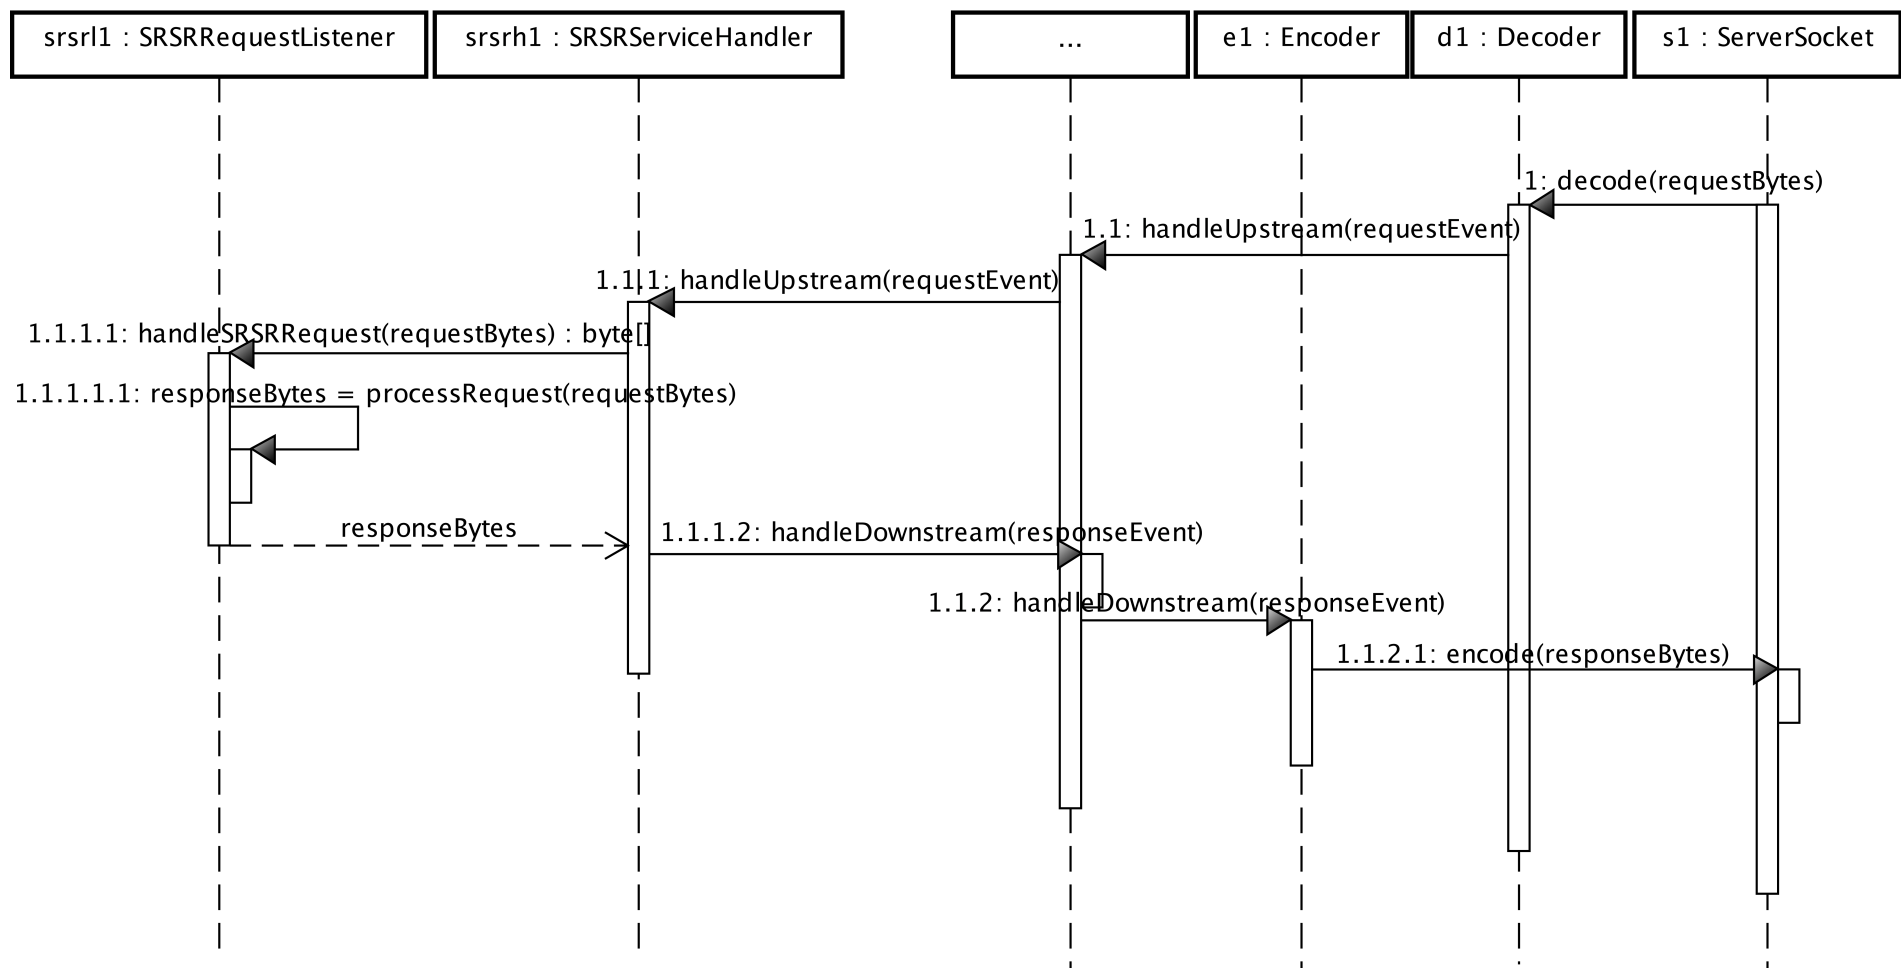 srsrl1 : SRSRRequestListener
srsrh1 : SRSRServiceHandler
...
e1 : Encoder
d1 : Decoder
s1 : ServerSocket
1: decode(requestBytes)
1.1: handleUpstream(requestEvent)
1.1.1: handleUpstream(requestEvent)
1.1.1.1: handleSRSRRequest(requestBytes) : byte[]
1.1.1.1.1: responseBytes = processRequest(requestBytes)
responseBytes
1.1.1.2: handleDownstream(responseEvent)
1.1.2: handleDownstream(responseEvent)
1.1.2.1: encode(responseBytes)